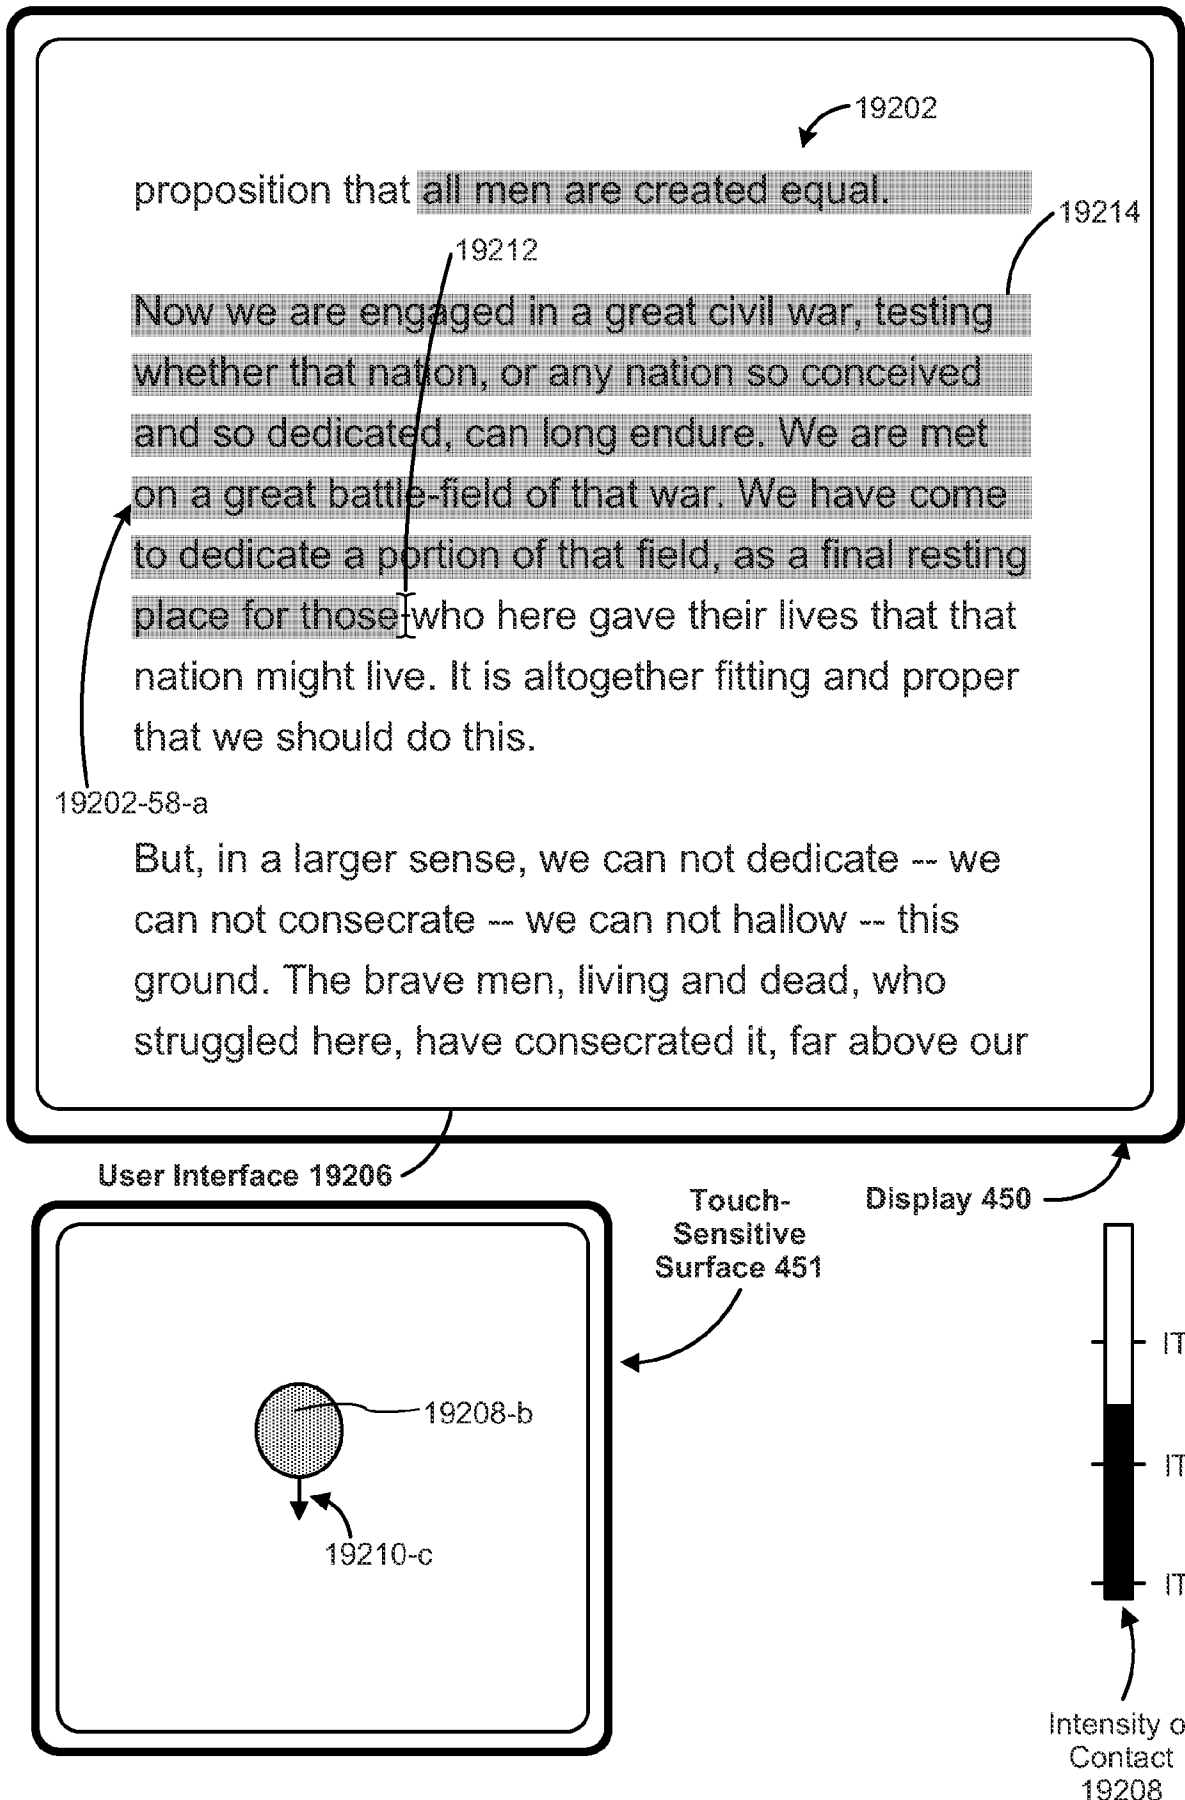 19202
proposition that all men are created equal.
19214
19212
Now we are engaged in a great civil war, testing
whether that nation, or any nation so conceived
and so dedicated, can long endure. We are met
on a great battle-field of that war. We have come
to dedicate a portion of that field, as a final resting
place for those who here gave their lives that that
nation might live. It is altogether fitting and proper
that we should do this.
19202-58-a
But, in a larger sense, we can not dedicate -- we
can not consecrate -- we can not hallow -- this
ground. The brave men, living and dead, who
struggled here, have consecrated it, far above our
User Interface 19206
Touch-
Sensitive
Surface 451
Display 450
19208-b
19210-c
IT
IT
IT
Intensity o
Contact
19208